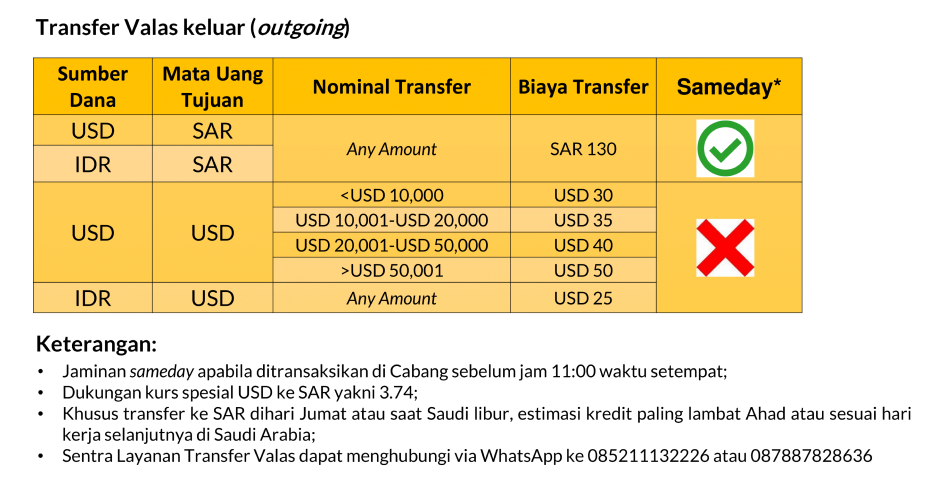 Transfer Valas keluar (outgoing)
Sumber Dana Mata Uang Tujuan Nominal Transfer Biaya Transfer Sameday*
USD SAR Any Amount SAR 130
IDR SAR
USD USD <USD 10,000 USD 30
USD 10,001-USD 20,000 USD 35
USD 20,001-USD 50,000 USD 40
>USD 50,001 USD 50
IDR USD Any Amount USD 25
Keterangan:
• Jaminan sameday apabila ditransaksikan di Cabang sebelum jam 11:00 waktu setempat;
• Dukungan kurs spesial USD ke SAR yakni 3.74;
• Khusus transfer ke SAR dihari Jumat atau saat Saudi libur, estimasi kredit paling lambat Ahad atau sesuai hari
kerja selanjutnya di Saudi Arabia;
• Sentra Layanan Transfer Valas dapat menghubungi via WhatsApp ke 085211132226 atau 087887828636